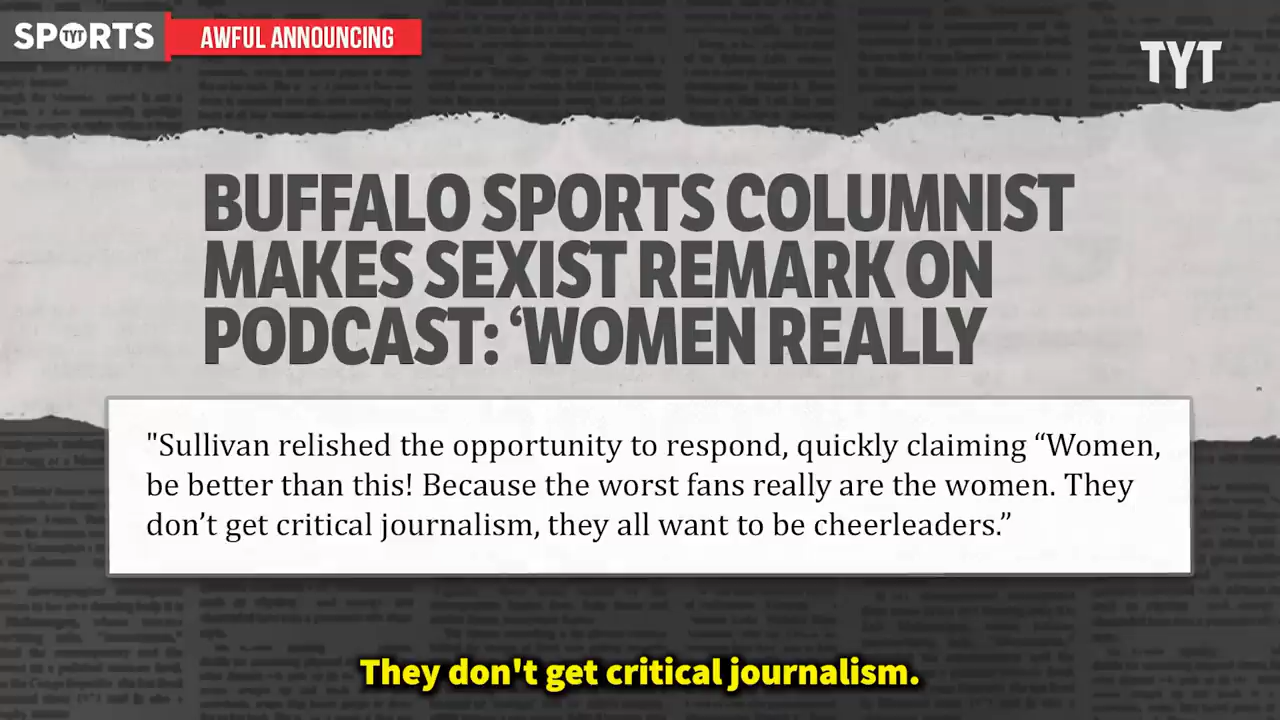 SPORTS
TYT
AWFUL ANNOUNCING
TYT
BUFFALO SPORTS COLUMNIST
MAKES SEXIST REMARK ON
PODCAST: ‘WOMEN REALLY
"Sullivan relished the opportunity to respond, quickly claiming “Women,
be better than this! Because the worst fans really are the women. They
don’t get critical journalism, they all want to be cheerleaders.”
They don't get critical journalism.